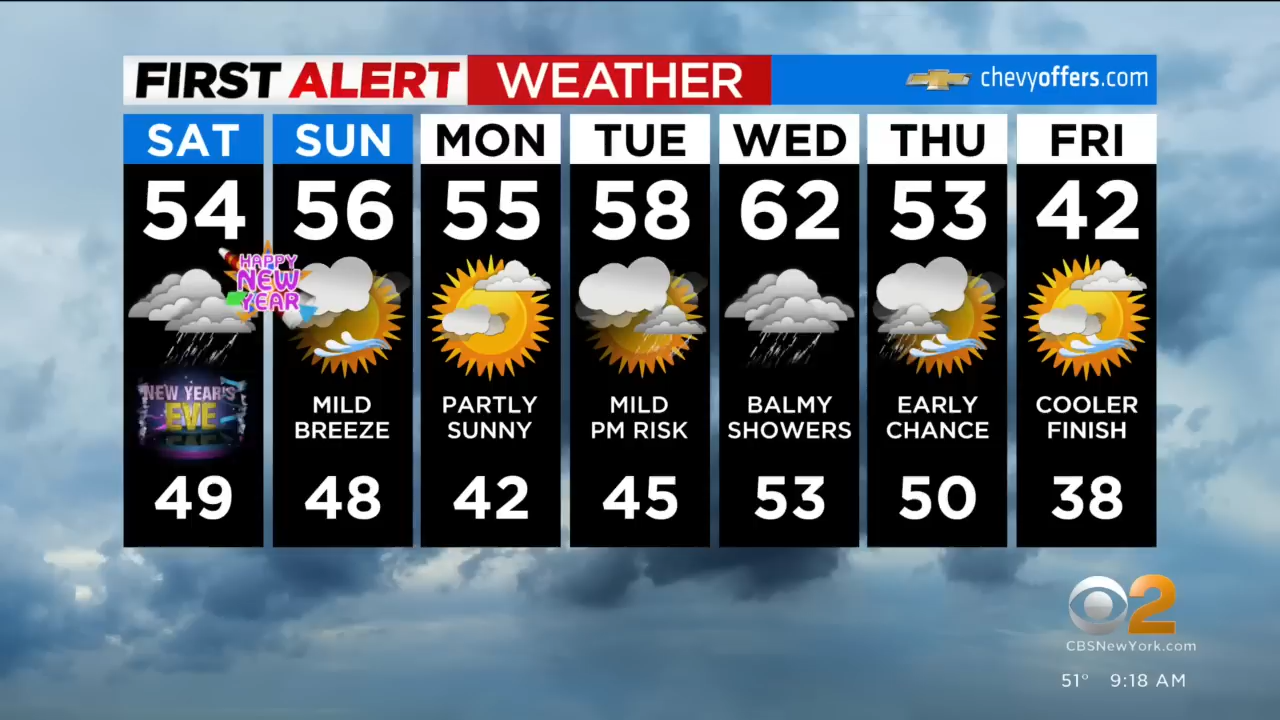 FIRST ALERT WEATHER
chevyoffers.com
SAT SUN MON TUE WED THU FRI
54 56 55 58 62 53 42
HAPPY
NEW
YEAR
NEW YEAR'S
EVE
MILD
BREEZE
PARTLY
SUNNY
MILD
PM RISK
BALMY
SHOWERS
EARLY
CHANCE
COOLER
FINISH
49 48 42 45 53 50 38
2
CBSNewYork.com
51° 9:18 AM